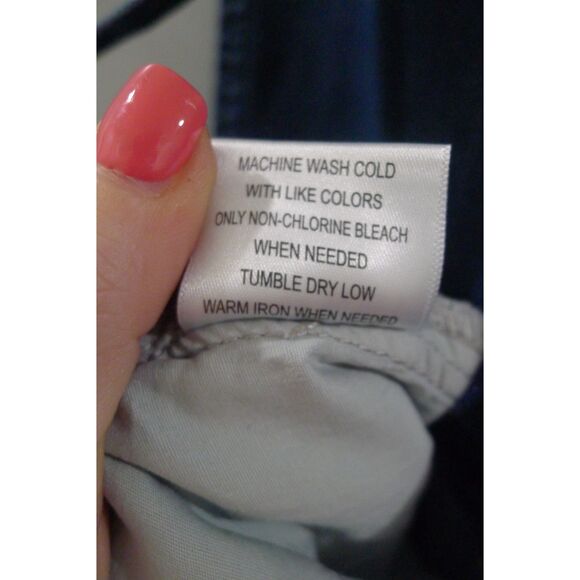 MACHINE WASH COLD
WITH LIKE COLORS
ONLY NON-CHLORINE BLEACH
WHEN NEEDED
TUMBLE DRY LOW
WARM IRON WHEN NEEDED